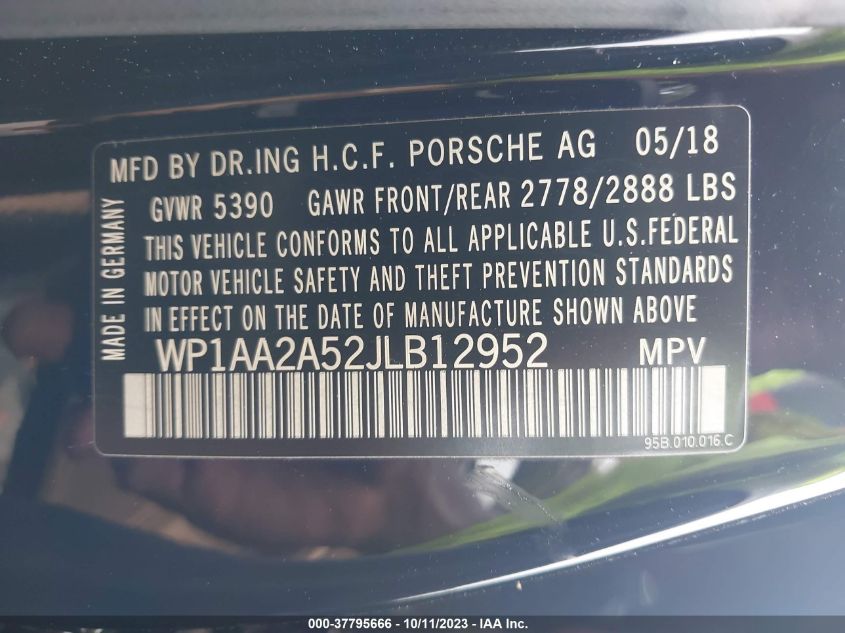 MFD BY DR.ING H.C.F. PORSCHE AG 05/18
GVWR 5390 GAWR FRONT/REAR 2778/2888 LBS
THIS VEHICLE CONFORMS TO ALL APPLICABLE U.S.FEDERAL
MOTOR VEHICLE SAFETY AND THEFT PREVENTION STANDARDS
IN EFFECT ON THE DATE OF MANUFACTURE SHOWN ABOVE
MADE IN GERMANY
WP1AA2A52JLB12952 MPV
95B.010.016.C
000-37795666 - 10/11/2023 - IAA Inc.